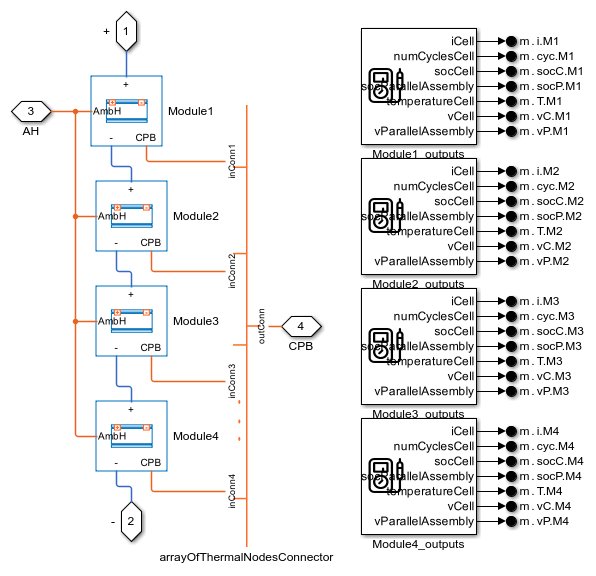 + 1
+
3
AH
AmbH
Module1
-
CPB
inConn1
+
AmbH
Module2
-
CPB
inConn2
+
AmbH
Module3
-
CPB
inConn3
+
AmbH
Module4
-
CPB
inConn4
- 2
outConn
4
CPB
arrayOfThermalNodesConnector
iCell m.i.M1
numCyclesCell m.cyc.M1
socCell m.socC.M1
socParallelAssembly m.socP.M1
temperatureCell m.T.M1
vCell m.vC.M1
vParallelAssembly m.vP.M1
Module1_outputs
iCell m.i.M2
numCyclesCell m.cyc.M2
socCell m.socC.M2
socParallelAssembly m.socP.M2
temperatureCell m.T.M2
vCell m.vC.M2
vParallelAssembly m.vP.M2
Module2_outputs
iCell m.i.M3
numCyclesCell m.cyc.M3
socCell m.socC.M3
socParallelAssembly m.socP.M3
temperatureCell m.T.M3
vCell m.vC.M3
vParallelAssembly m.vP.M3
Module3_outputs
iCell m.i.M4
numCyclesCell m.cyc.M4
socCell m.socC.M4
socParallelAssembly m.socP.M4
temperatureCell m.T.M4
vCell m.vC.M4
vParallelAssembly m.vP.M4
Module4_outputs